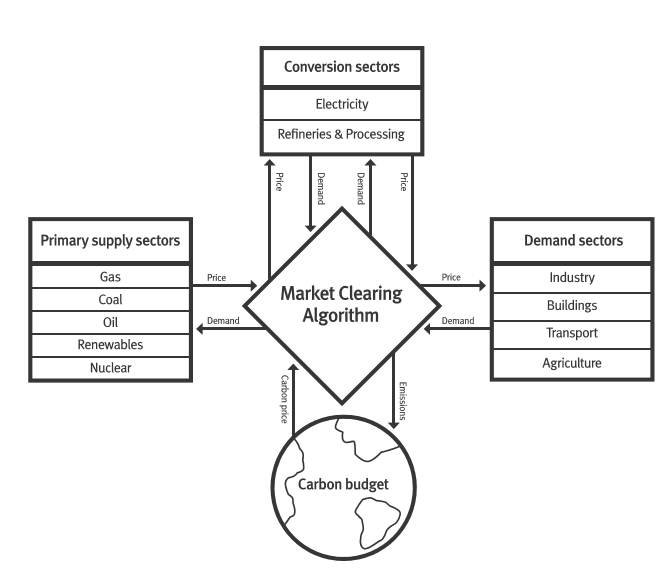 Conversion sectors
Electricity
Refineries & Processing
Price
Demand
Demand
Price
Primary supply sectors
Gas
Coal
Oil
Renewables
Nuclear
Price
Demand
Market Clearing
Algorithm
Price
Demand
Demand sectors
Industry
Buildings
Transport
Agriculture
Carbon price
Emissions
Carbon budget